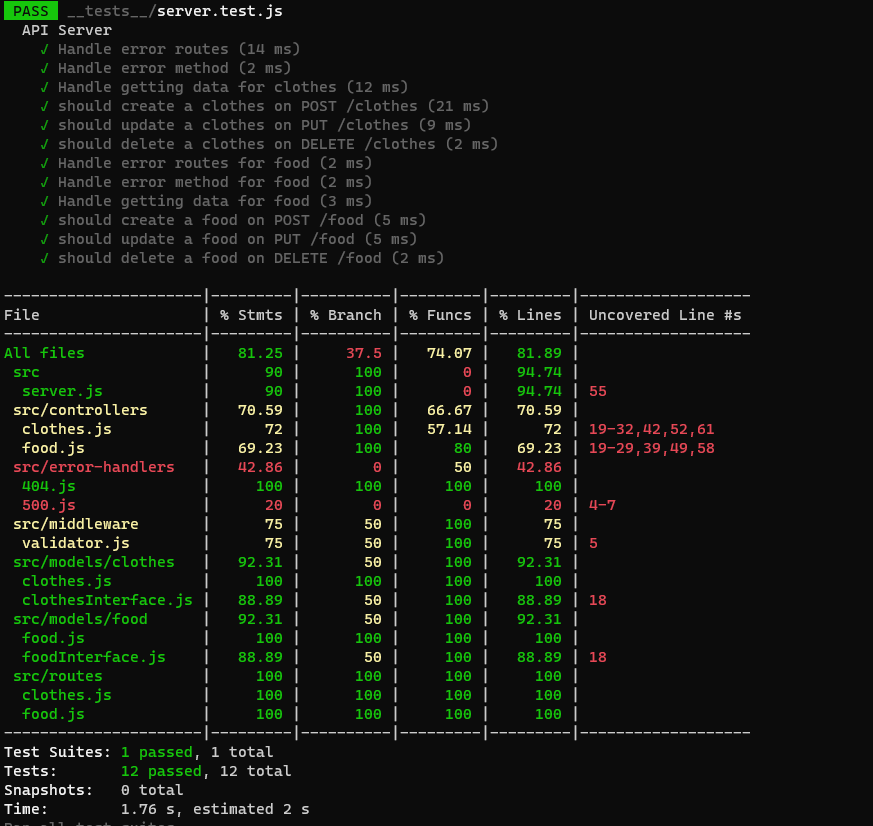 PASS __tests__/server.test.js
API Server
√ Handle error routes (14 ms)
√ Handle error method (2 ms)
√ Handle getting data for clothes (12 ms)
√ should create a clothes on POST /clothes (21 ms)
√ should update a clothes on PUT /clothes (9 ms)
√ should delete a clothes on DELETE /clothes (2 ms)
√ Handle error routes for food (2 ms)
√ Handle error method for food (2 ms)
√ Handle getting data for food (3 ms)
√ should create a food on POST /food (5 ms)
√ should update a food on PUT /food (5 ms)
√ should delete a food on DELETE /food (2 ms)
----------------------|---------|----------|---------|---------|-------------------
File | % Stmts | % Branch | % Funcs | % Lines | Uncovered Line #s
----------------------|---------|----------|---------|---------|-------------------
All files | 81.25 | 37.5 | 74.07 | 81.89 |
src | 90 | 100 | 0 | 94.74 |
server.js | 90 | 100 | 0 | 94.74 | 55
src/controllers | 70.59 | 100 | 66.67 | 70.59 |
clothes.js | 72 | 100 | 57.14 | 72 | 19-32,42,52,61
food.js | 69.23 | 100 | 80 | 69.23 | 19-29,39,49,58
src/error-handlers | 42.86 | 0 | 50 | 42.86 |
404.js | 100 | 100 | 100 | 100 |
500.js | 20 | 0 | 0 | 20 | 4-7
src/middleware | 75 | 50 | 100 | 75 |
validator.js | 75 | 50 | 100 | 75 | 5
src/models/clothes | 92.31 | 50 | 100 | 92.31 |
clothes.js | 100 | 100 | 100 | 100 |
clothesInterface.js | 88.89 | 50 | 100 | 88.89 | 18
src/models/food | 92.31 | 50 | 100 | 92.31 |
food.js | 100 | 100 | 100 | 100 |
foodInterface.js | 88.89 | 50 | 100 | 88.89 | 18
src/routes | 100 | 100 | 100 | 100 |
clothes.js | 100 | 100 | 100 | 100 |
food.js | 100 | 100 | 100 | 100 |
----------------------|---------|----------|---------|---------|-------------------
Test Suites: 1 passed, 1 total
Tests: 12 passed, 12 total
Snapshots: 0 total
Time: 1.76 s, estimated 2 s